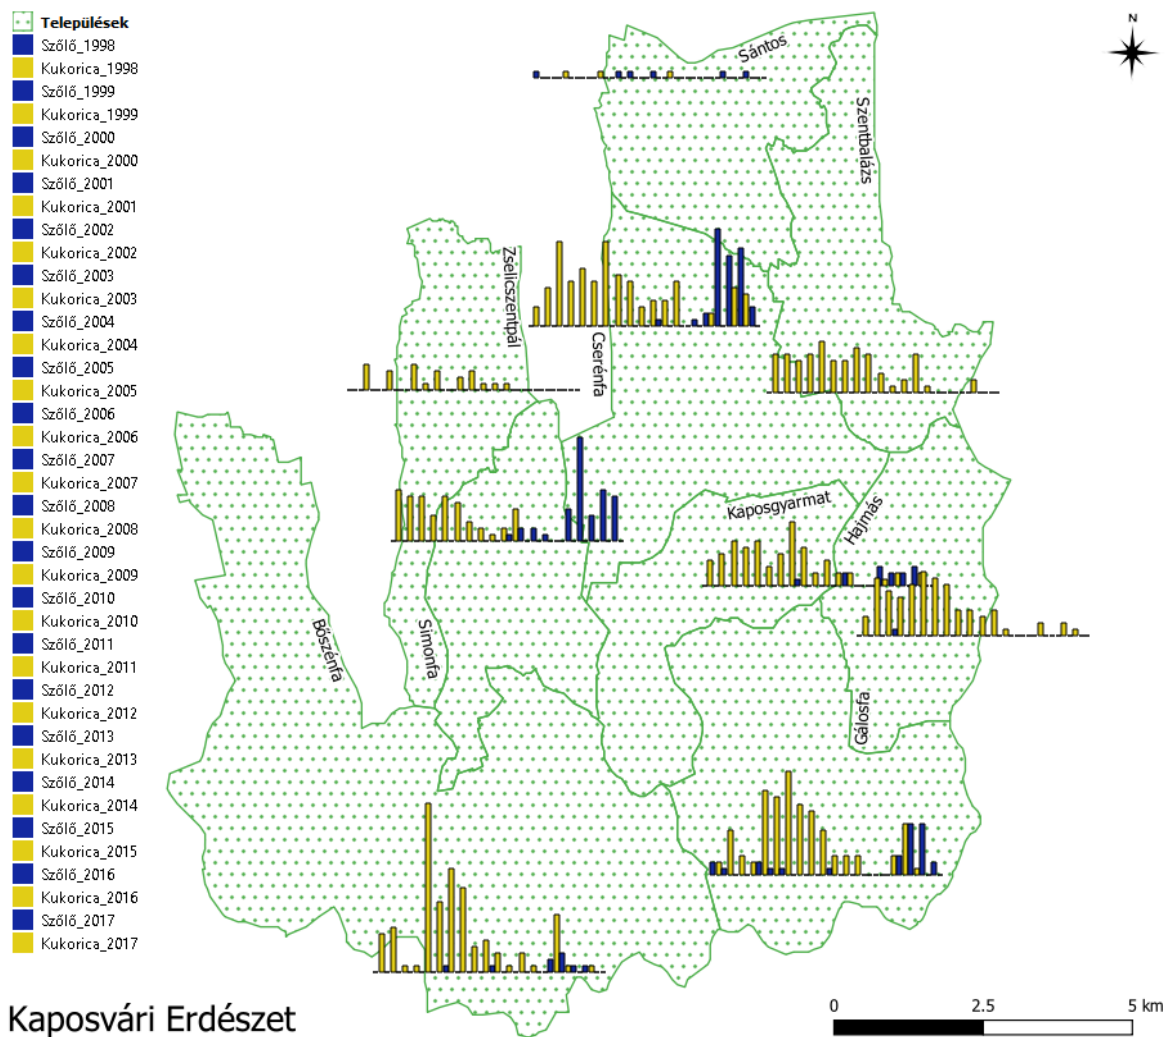 Települések
Szőlő_1998
Kukorica_1998
Szőlő_1999
Kukorica_1999
Szőlő_2000
Kukorica_2000
Szőlő_2001
Kukorica_2001
Szőlő_2002
Kukorica_2002
Szőlő_2003
Kukorica_2003
Szőlő_2004
Kukorica_2004
Szőlő_2005
Kukorica_2005
Szőlő_2006
Kukorica_2006
Szőlő_2007
Kukorica_2007
Szőlő_2008
Kukorica_2008
Szőlő_2009
Kukorica_2009
Szőlő_2010
Kukorica_2010
Szőlő_2011
Kukorica_2011
Szőlő_2012
Kukorica_2012
Szőlő_2013
Kukorica_2013
Szőlő_2014
Kukorica_2014
Szőlő_2015
Kukorica_2015
Szőlő_2016
Kukorica_2016
Szőlő_2017
Kukorica_2017
N
Sántos
Szentbalázs
Zselicszentpál
Cserénfa
Kaposgyarmat
Hajmás
Bőszénfa
Simonfa
Gálosfa
Kaposvári Erdészet
0 2.5 5 km